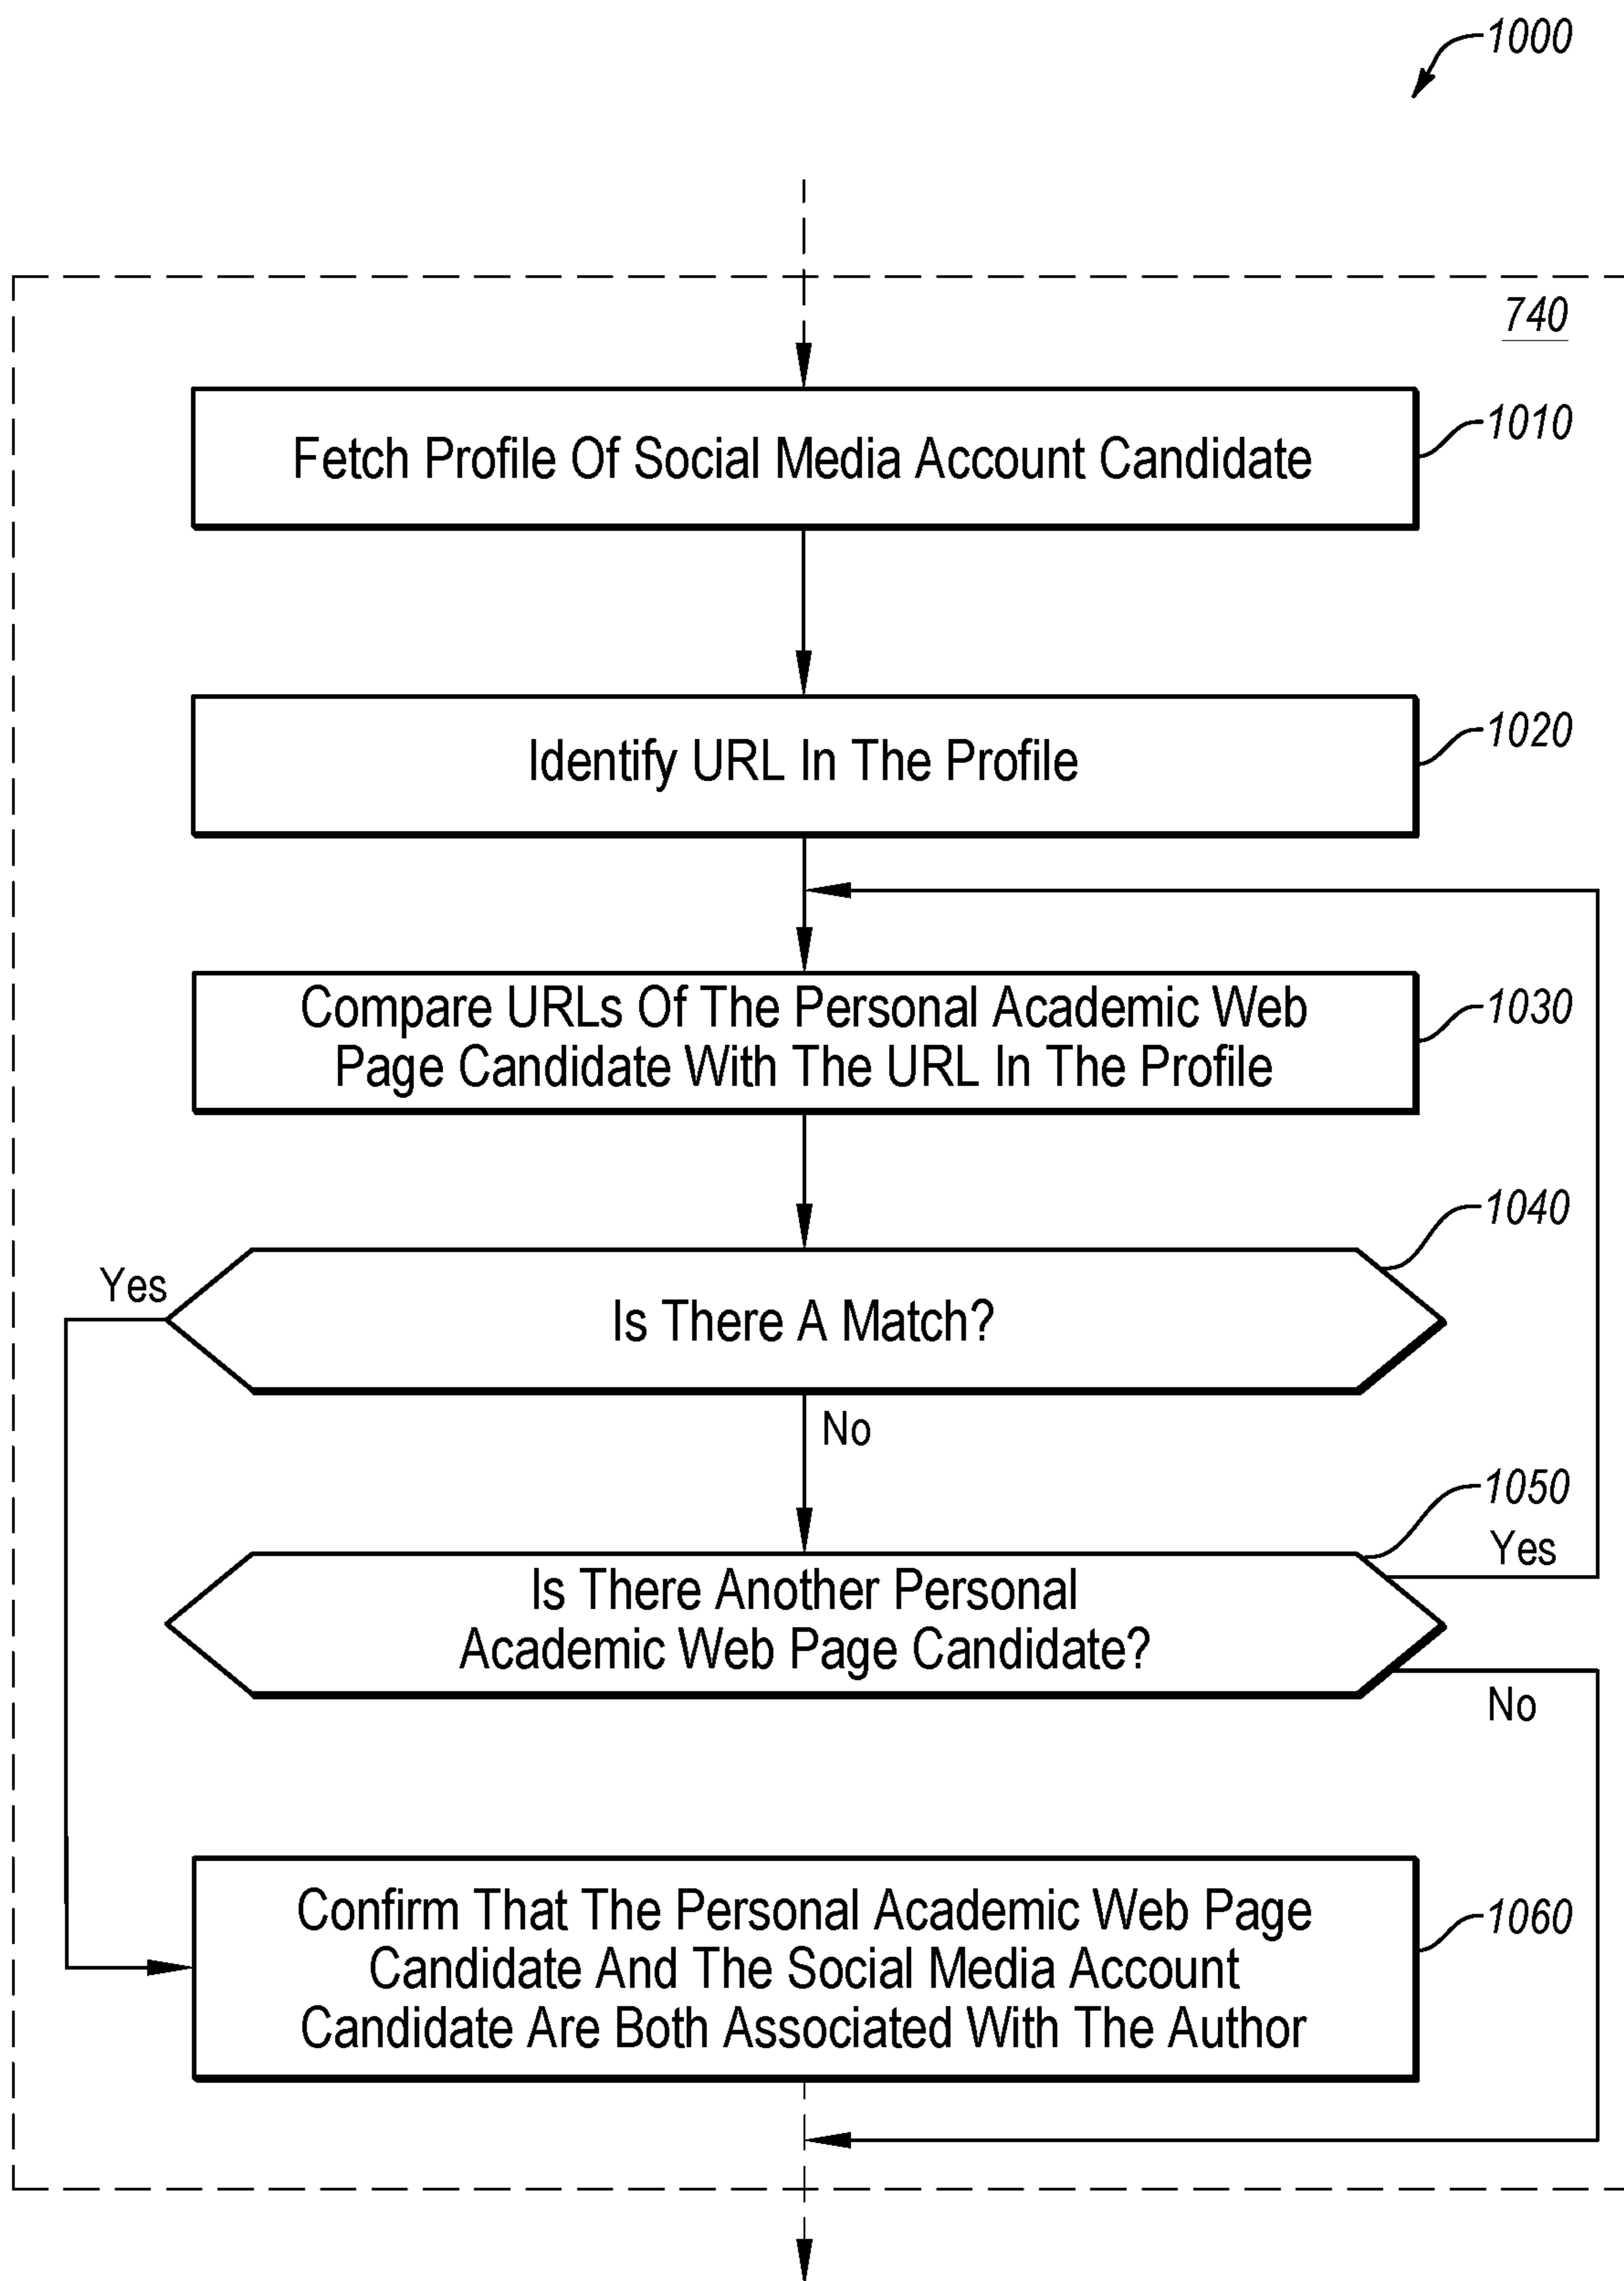 1000
740
Fetch Profile Of Social Media Account Candidate
1010
Identify URL In The Profile
1020
Compare URLs Of The Personal Academic Web
Page Candidate With The URL In The Profile
1030
1040
Yes
Is There A Match?
No
1050
Yes
Is There Another Personal
Academic Web Page Candidate?
No
Confirm That The Personal Academic Web Page
Candidate And The Social Media Account
Candidate Are Both Associated With The Author
1060